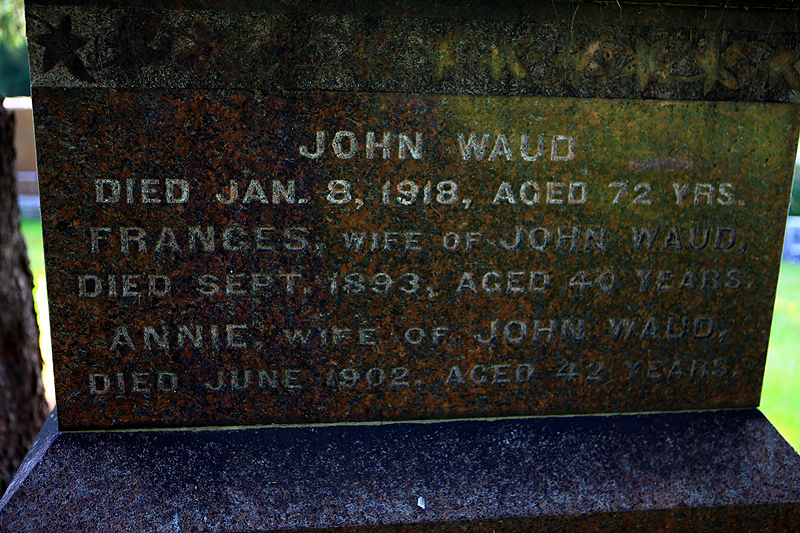 JOHN WAUD
DIED JAN. 8, 1918, AGED 72 YRS.
FRANCES, WIFE OF JOHN WAUD,
DIED SEPT. 1893, AGED 40 YEARS.
ANNIE, WIFE OF JOHN WAUD,
DIED JUNE 1902, AGED 42 YEARS.